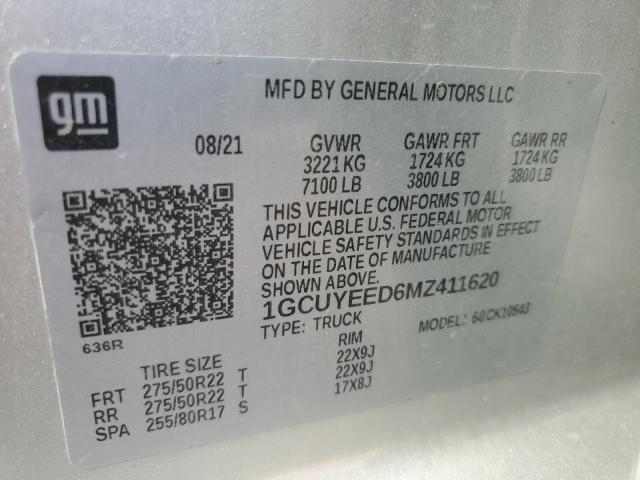 gm
MFD BY GENERAL MOTORS LLC
08/21 GVWR GAWR FRT GAWR RR
3221 KG 1724 KG 1724 KG
7100 LB 3800 LB 3800 LB
THIS VEHICLE CONFORMS TO ALL
APPLICABLE U.S. FEDERAL MOTOR
VEHICLE SAFETY STANDARDS IN EFFECT
ON THE DATE OF MANUFACTURE
SHOWN ABOVE.
1GCUYEED6MZ411620
TYPE: TRUCK MODEL: 60CK10543
636R
TIRE SIZE RIM
FRT 275/50R22 T 22X9J
RR 275/50R22 T 22X9J
SPA 255/80R17 S 17X8J